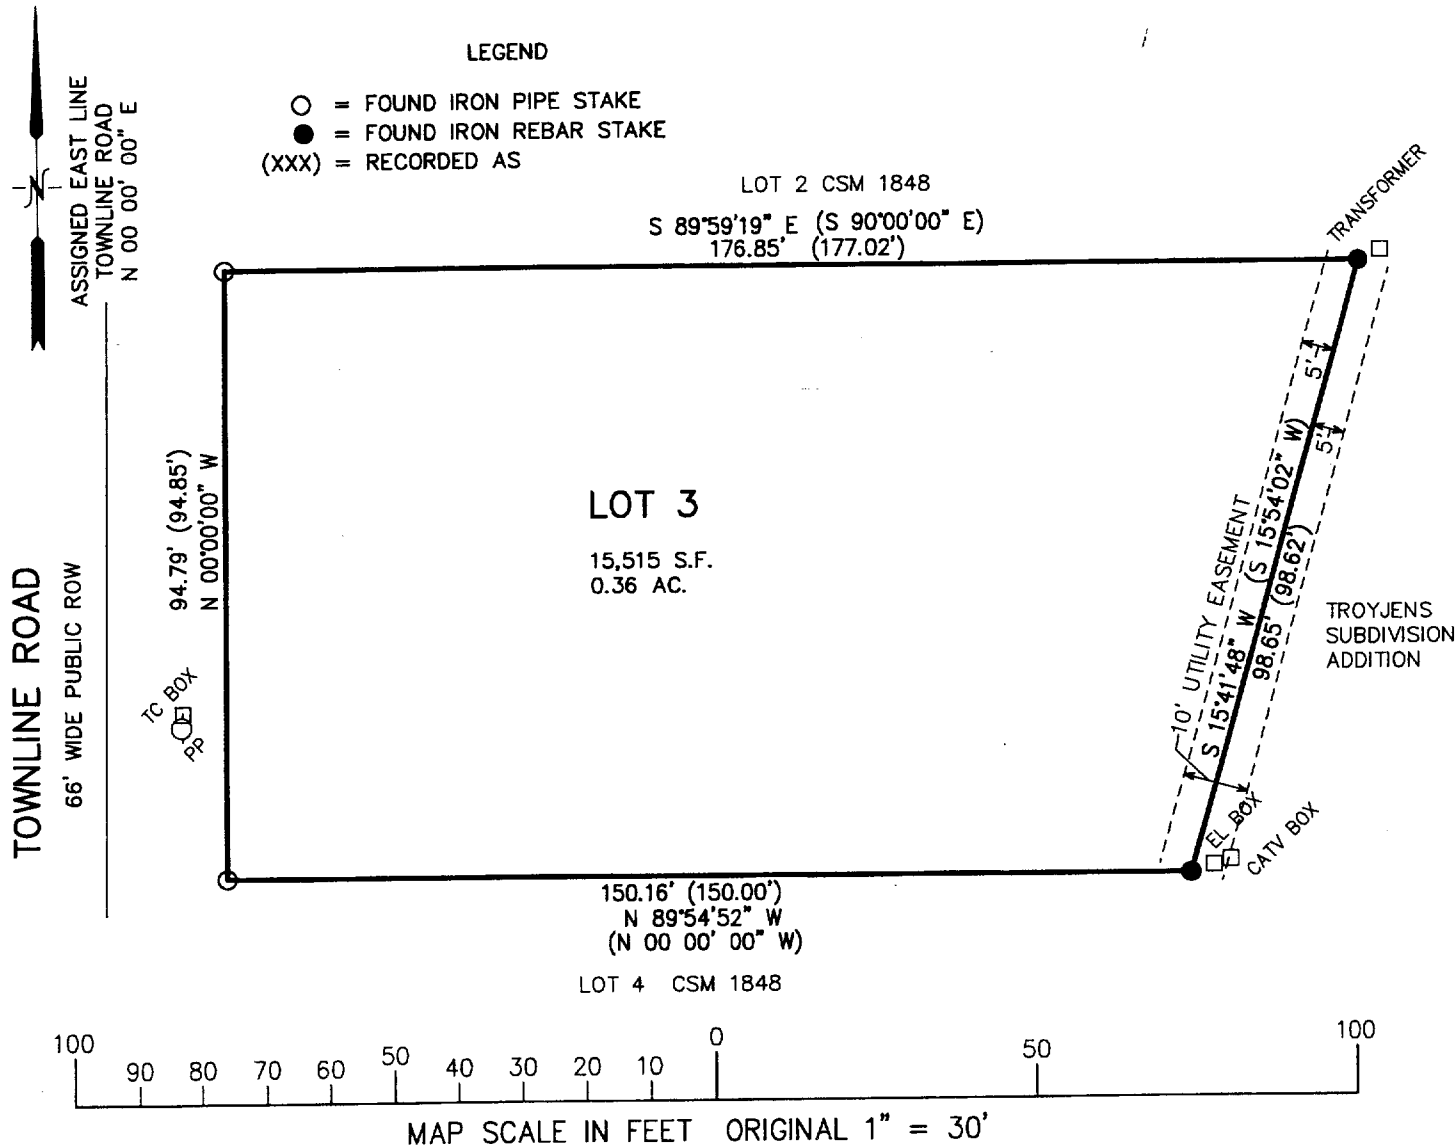 LEGEND
= FOUND IRON PIPE STAKE
= FOUND IRON REBAR STAKE
(XXX) = RECORDED AS
N
ASSIGNED EAST LINE
TOWNLINE ROAD
N 00 00' 00" E
LOT 2 CSM 1848
S 89°59'19" E (S 90°00'00" E)
176.85' (177.02')
TRANSFORMER
5'
5'
94.79' (94.85')
N 00°00'00" W
LOT 3
15,515 S.F.
0.36 AC.
10' UTILITY EASEMENT
S 15°41'48" W (S 15°54'02" W)
98.65' (98.62')
TROYJENS
SUBDIVISION
ADDITION
TOWNLINE ROAD
66' WIDE PUBLIC ROW
TC BOX
PP
EL BOX
CATV BOX
150.16' (150.00')
N 89°54'52" W
(N 00 00' 00" W)
LOT 4 CSM 1848
100 90 80 70 60 50 40 30 20 10 0 50 100
MAP SCALE IN FEET ORIGINAL 1" = 30'